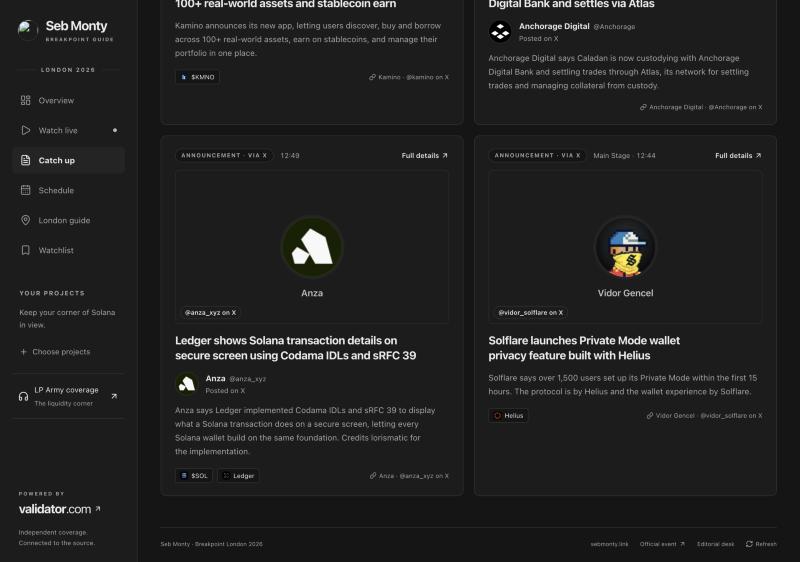 Seb Monty
BREAKPOINT GUIDE
LONDON 2026
Overview
Watch live
Catch up
Schedule
London guide
Watchlist
YOUR PROJECTS
Keep your corner of Solana
in view.
Choose projects
LP Army coverage
The liquidity corner
POWERED BY
validator.com
Independent coverage.
Connected to the source.
100+ real-world assets and stablecoin earn
Kamino announces its new app, letting users discover, buy and borrow
across 100+ real-world assets, earn on stablecoins, and manage their
portfolio in one place.
$KMNO
Kamino · @kamino on X
Digital Bank and settles via Atlas
Anchorage Digital @Anchorage
Posted on X
Anchorage Digital says Caladan is now custodying with Anchorage
Digital Bank and settling trades through Atlas, its network for settling
trades and managing collateral from custody.
Anchorage Digital · @Anchorage on X
ANNOUNCEMENT · VIA X 12:49 Full details
Anza
@anza_xyz on X
Ledger shows Solana transaction details on
secure screen using Codama IDLs and sRFC 39
Anza @anza_xyz
Posted on X
Anza says Ledger implemented Codama IDLs and sRFC 39 to display
what a Solana transaction does on a secure screen, letting every
Solana wallet build on the same foundation. Credits lorismatic for
the implementation.
$SOL Ledger
Anza · @anza_xyz on X
ANNOUNCEMENT · VIA X Main Stage · 12:44 Full details
Vidor Gencel
@vidor_solflare on X
Solflare launches Private Mode wallet
privacy feature built with Helius
Solflare says over 1,500 users set up its Private Mode within the first 15
hours. The protocol is by Helius and the wallet experience by Solflare.
Helius
Vidor Gencel · @vidor_solflare on X
Seb Monty · Breakpoint London 2026
sebmonty.link Official event Editorial desk Refresh